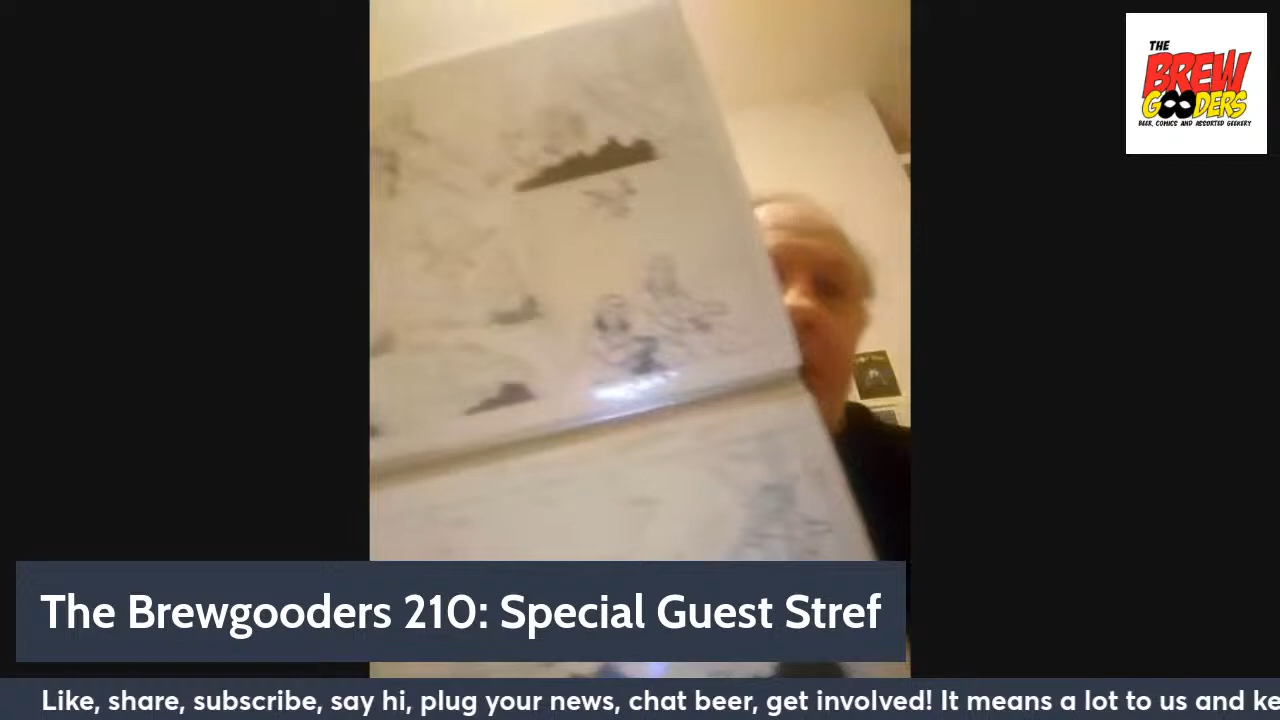 THE
BREW
GOODERS
BEER, COMICS AND ASSORTED GEEKERY
The Brewgooders 210: Special Guest Stref
Like, share, subscribe, say hi, plug your news, chat beer, get involved! It means a lot to us and ke